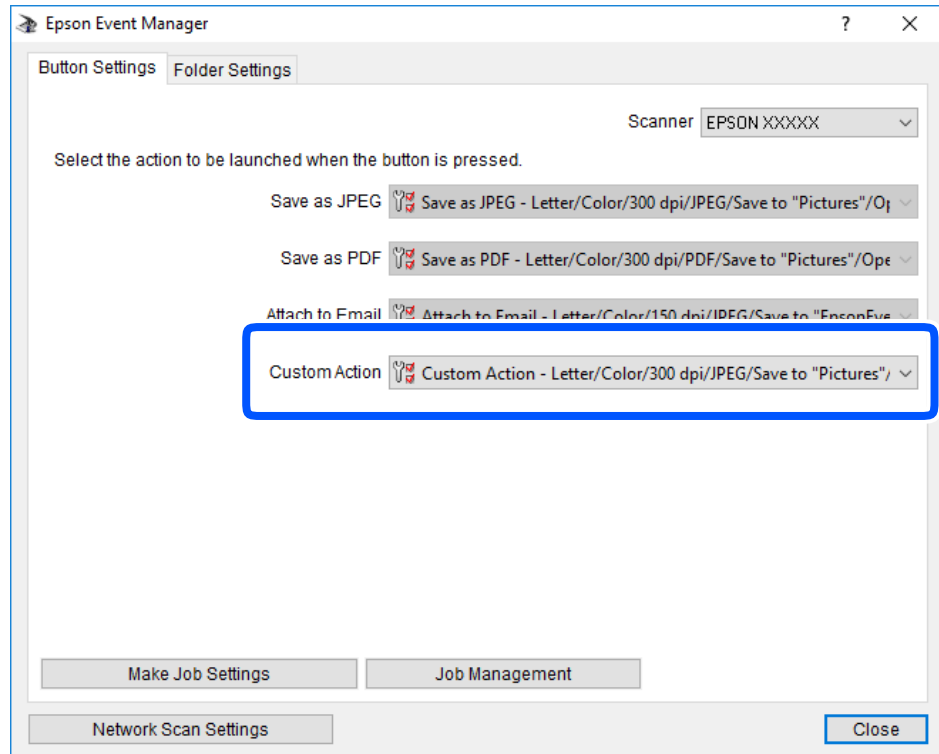 Epson Event Manager
?
Button Settings Folder Settings
Scanner EPSON XXXXX
Select the action to be launched when the button is pressed.
Save as JPEG Save as JPEG - Letter/Color/300 dpi/JPEG/Save to "Pictures"/Op
Save as PDF Save as PDF - Letter/Color/300 dpi/PDF/Save to "Pictures"/Ope
Attach to Email Attach to Email - Letter/Color/150 dpi/JPEG/Save to "EpsonEve
Custom Action Custom Action - Letter/Color/300 dpi/JPEG/Save to "Pictures"/
Make Job Settings Job Management
Network Scan Settings Close